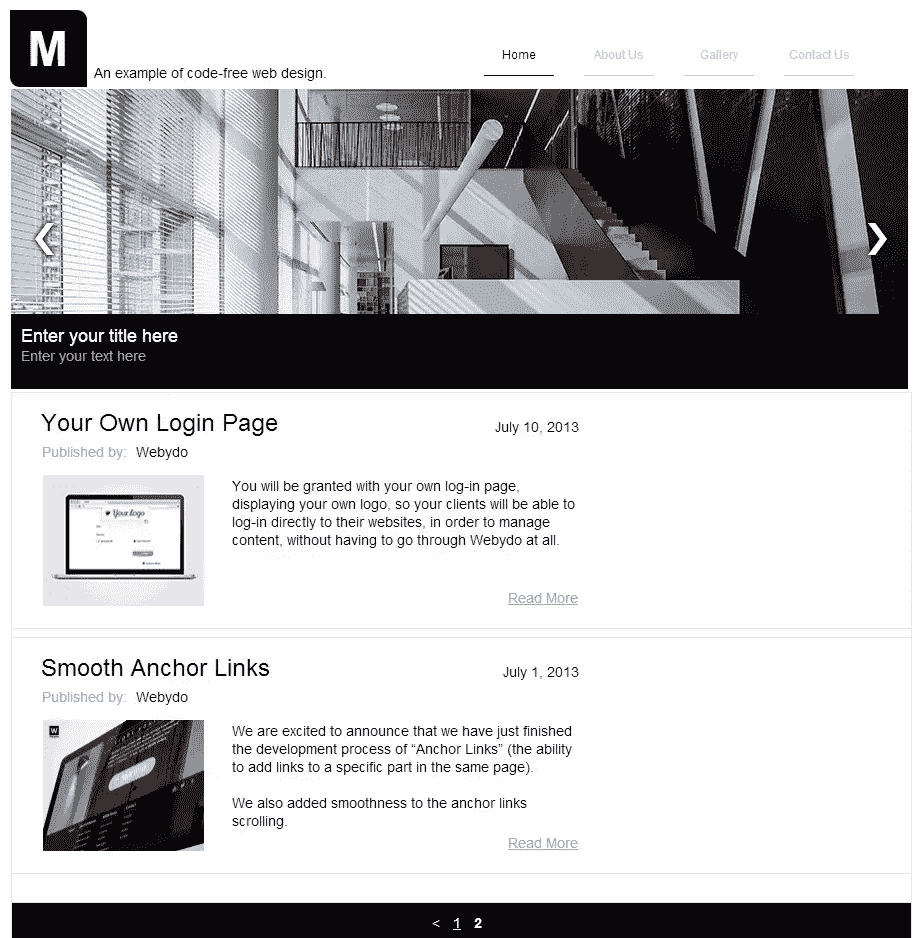 M
An example of code-free web design.
Home About Us Gallery Contact Us
Enter your title here
Enter your text here
Your Own Login Page
July 10, 2013
Published by: Webydo
Your Logo
You will be granted with your own log-in page,
displaying your own logo, so your clients will be able to
log-in directly to their websites, in order to manage
content, without having to go through Webydo at all.
Read More
Smooth Anchor Links
July 1, 2013
Published by: Webydo
W
We are excited to announce that we have just finished
the development process of “Anchor Links” (the ability
to add links to a specific part in the same page).
We also added smoothness to the anchor links
scrolling.
Read More
< 1 2